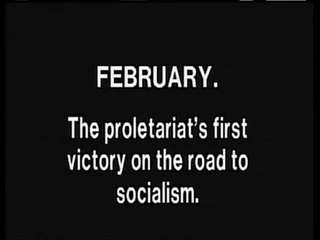 FEBRUARY.
The proletariat's first
victory on the road to
socialism.